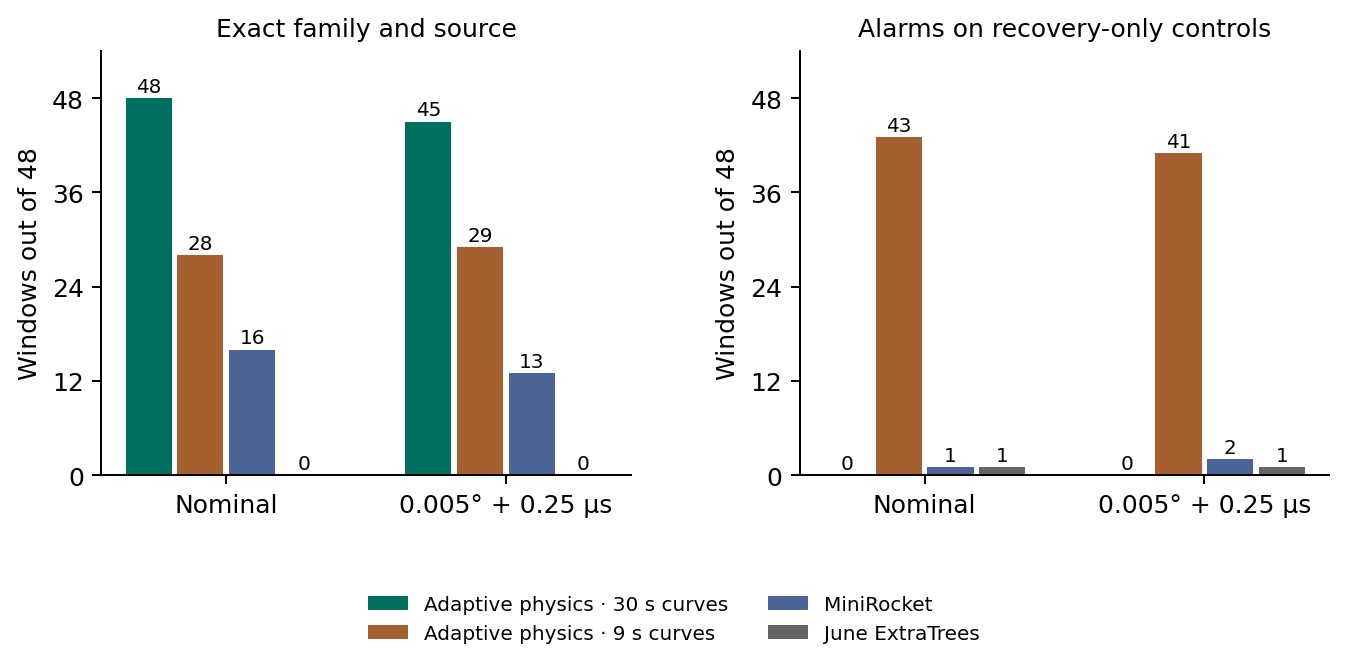 Exact family and source
Windows out of 48
48
36
24
12
0
48
28
16
0
45
29
13
0
Nominal
0.005° + 0.25 µs
Alarms on recovery-only controls
Windows out of 48
48
36
24
12
0
0
43
1
1
0
41
2
1
Nominal
0.005° + 0.25 µs
Adaptive physics · 30 s curves
Adaptive physics · 9 s curves
MiniRocket
June ExtraTrees